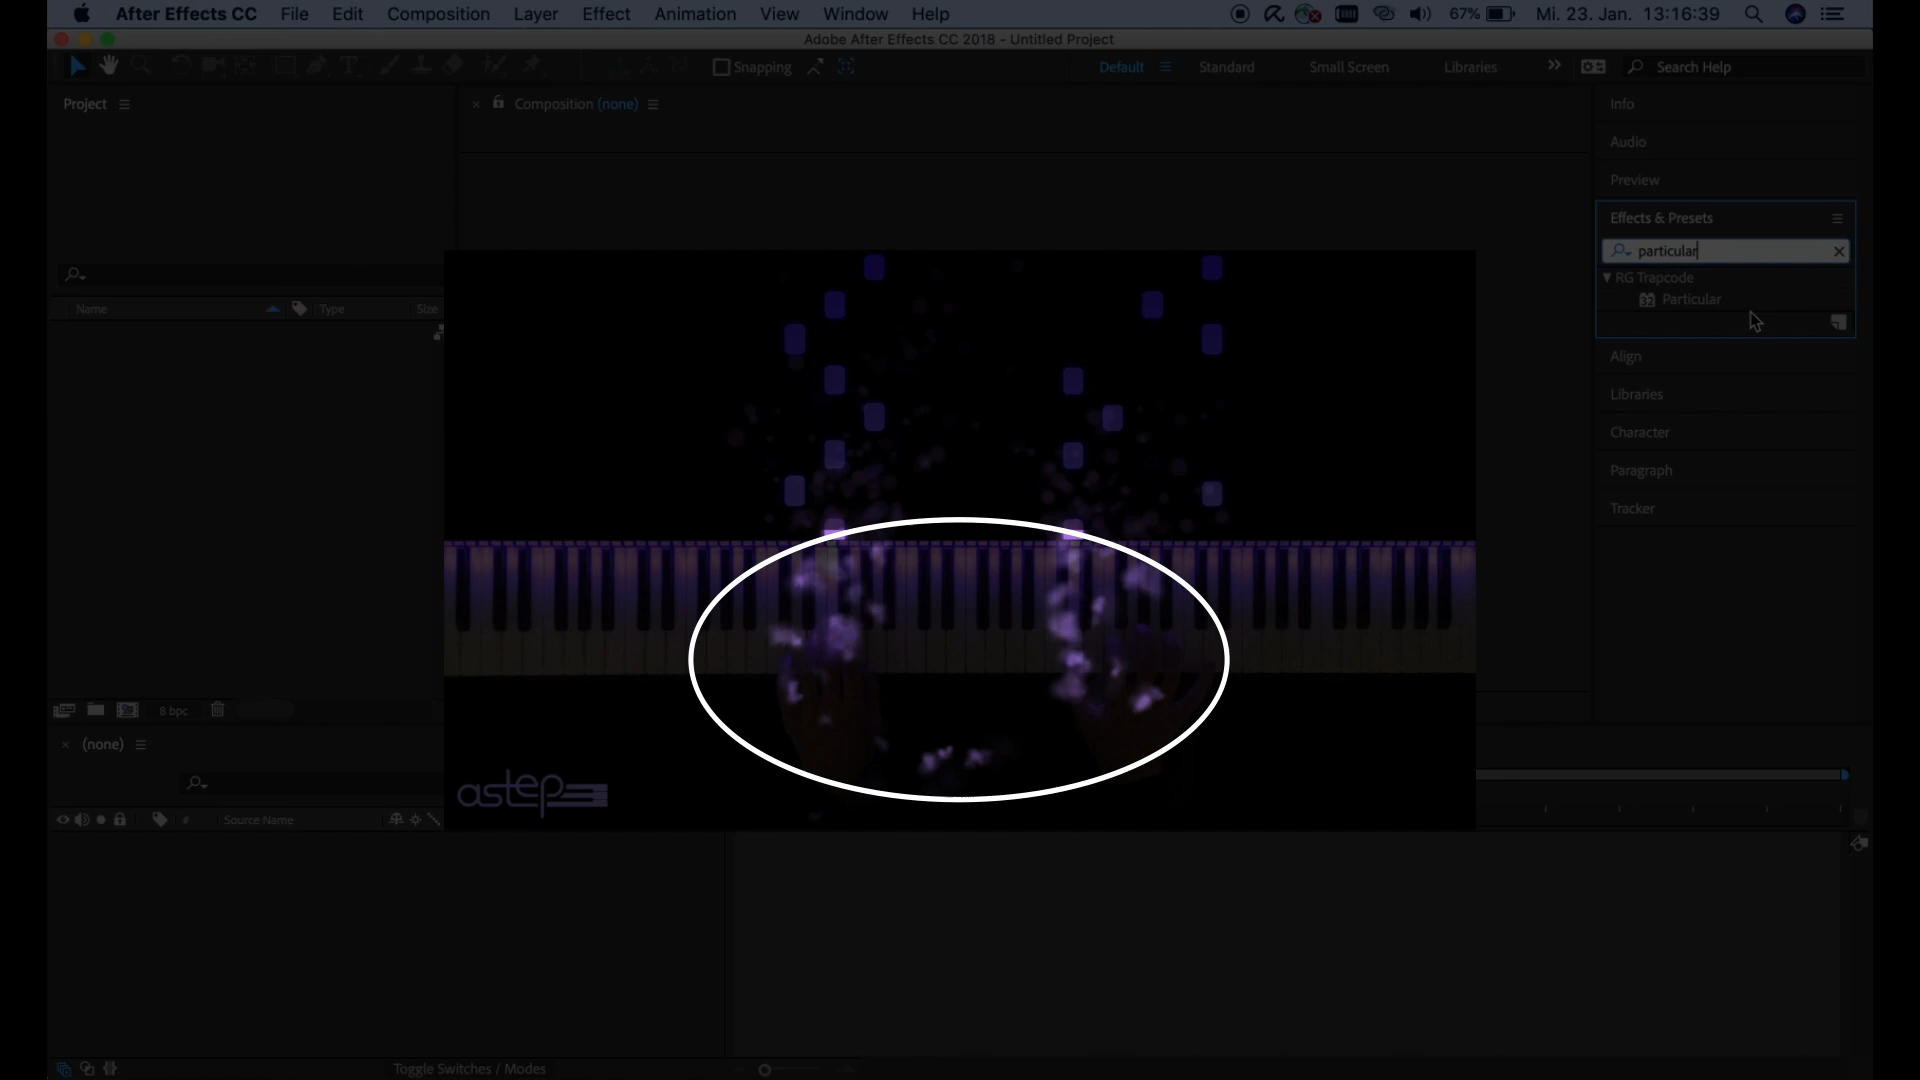 After Effects CC File Edit Composition Layer Effect Animation View Window Help 67% Mi. 23. Jan. 13:16:39
Adobe After Effects CC 2018 - Untitled Project
Snapping Default Standard Small Screen Libraries Search Help
Project
Composition (none)
Info
Audio
Preview
Effects & Presets
particular
RG Trapcode
32 Particular
Align
Libraries
Character
Paragraph
Tracker
Name Type Size
8 bpc
(none)
astep
# Source Name
Toggle Switches / Modes